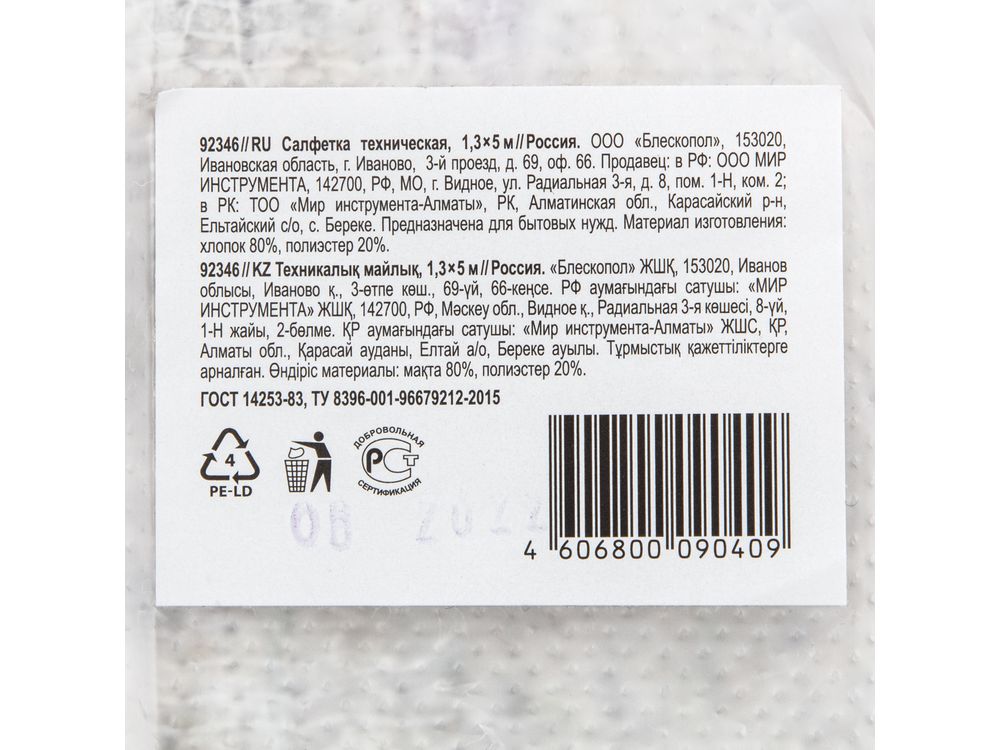 92346//RU Салфетка техническая, 1,3×5 м//Россия. ООО «Блескопол», 153020,
Ивановская область, г. Иваново, 3-й проезд, д. 69, оф. 66. Продавец: в РФ: ООО МИР
ИНСТРУМЕНТА, 142700, РФ, МО, г. Видное, ул. Радиальная 3-я, д. 8, пом. 1-Н, ком. 2;
в РК: ТОО «Мир инструмента-Алматы», РК, Алматинская обл., Карасайский р-н,
Ельтайский с/о, с. Береке. Предназначена для бытовых нужд. Материал изготовления:
хлопок 80%, полиэстер 20%.
92346//KZ Техникалық майлық, 1,3×5 м//Россия. «Блескопол» ЖШҚ, 153020, Иванов
облысы, Иваново қ., 3-өтпе көш., 69-үй, 66-кеңсе. РФ аумағындағы сатушы: «МИР
ИНСТРУМЕНТА» ЖШҚ, 142700, РФ, Мәскеу обл., Видное қ., Радиальная 3-я көшесі, 8-үй,
1-Н жайы, 2-бөлме. ҚР аумағындағы сатушы: «Мир инструмента-Алматы» ЖШС, ҚР,
Алматы обл., Қарасай ауданы, Елтай а/о, Береке ауылы. Тұрмыстық қажеттіліктерге
арналған. Өндіріс материалы: мақта 80%, полиэстер 20%.
ГОСТ 14253-83, ТУ 8396-001-96679212-2015
4
PE-LD
ДОБРОВОЛЬНАЯ
РСТ
СЕРТИФИКАЦИЯ
08 2022
4 606800 090409